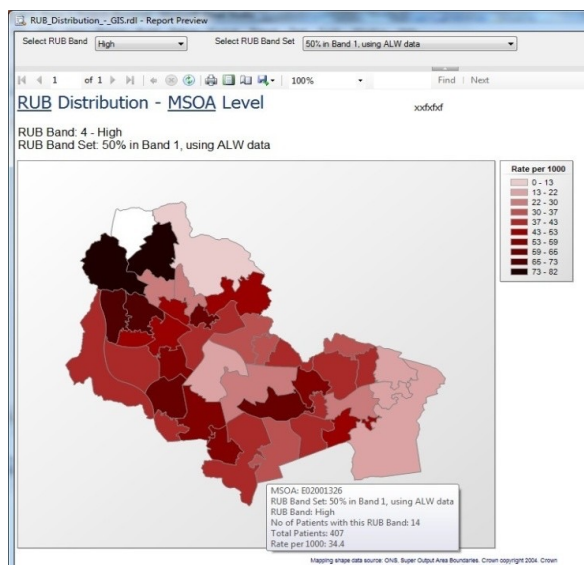 RUB_Distribution_-_GIS.rdl - Report Preview
Select RUB Band High Select RUB Band Set 50% in Band 1, using ALW data
1 of 1 100% Find | Next
RUB Distribution - MSOA Level
xxfxfxf
RUB Band: 4 - High
RUB Band Set: 50% in Band 1, using ALW data
Rate per 1000
0 - 13
13 - 22
22 - 30
30 - 37
37 - 43
43 - 53
53 - 59
59 - 65
65 - 73
73 - 82
MSOA: E02001326
RUB Band Set: 50% in Band 1, using ALW data
RUB Band: High
No of Patients with this RUB Band: 14
Total Patients: 407
Rate per 1000: 34.4
Mapping shape data source: ONS, Super Output Area Boundaries. Crown copyright 2004. Crown